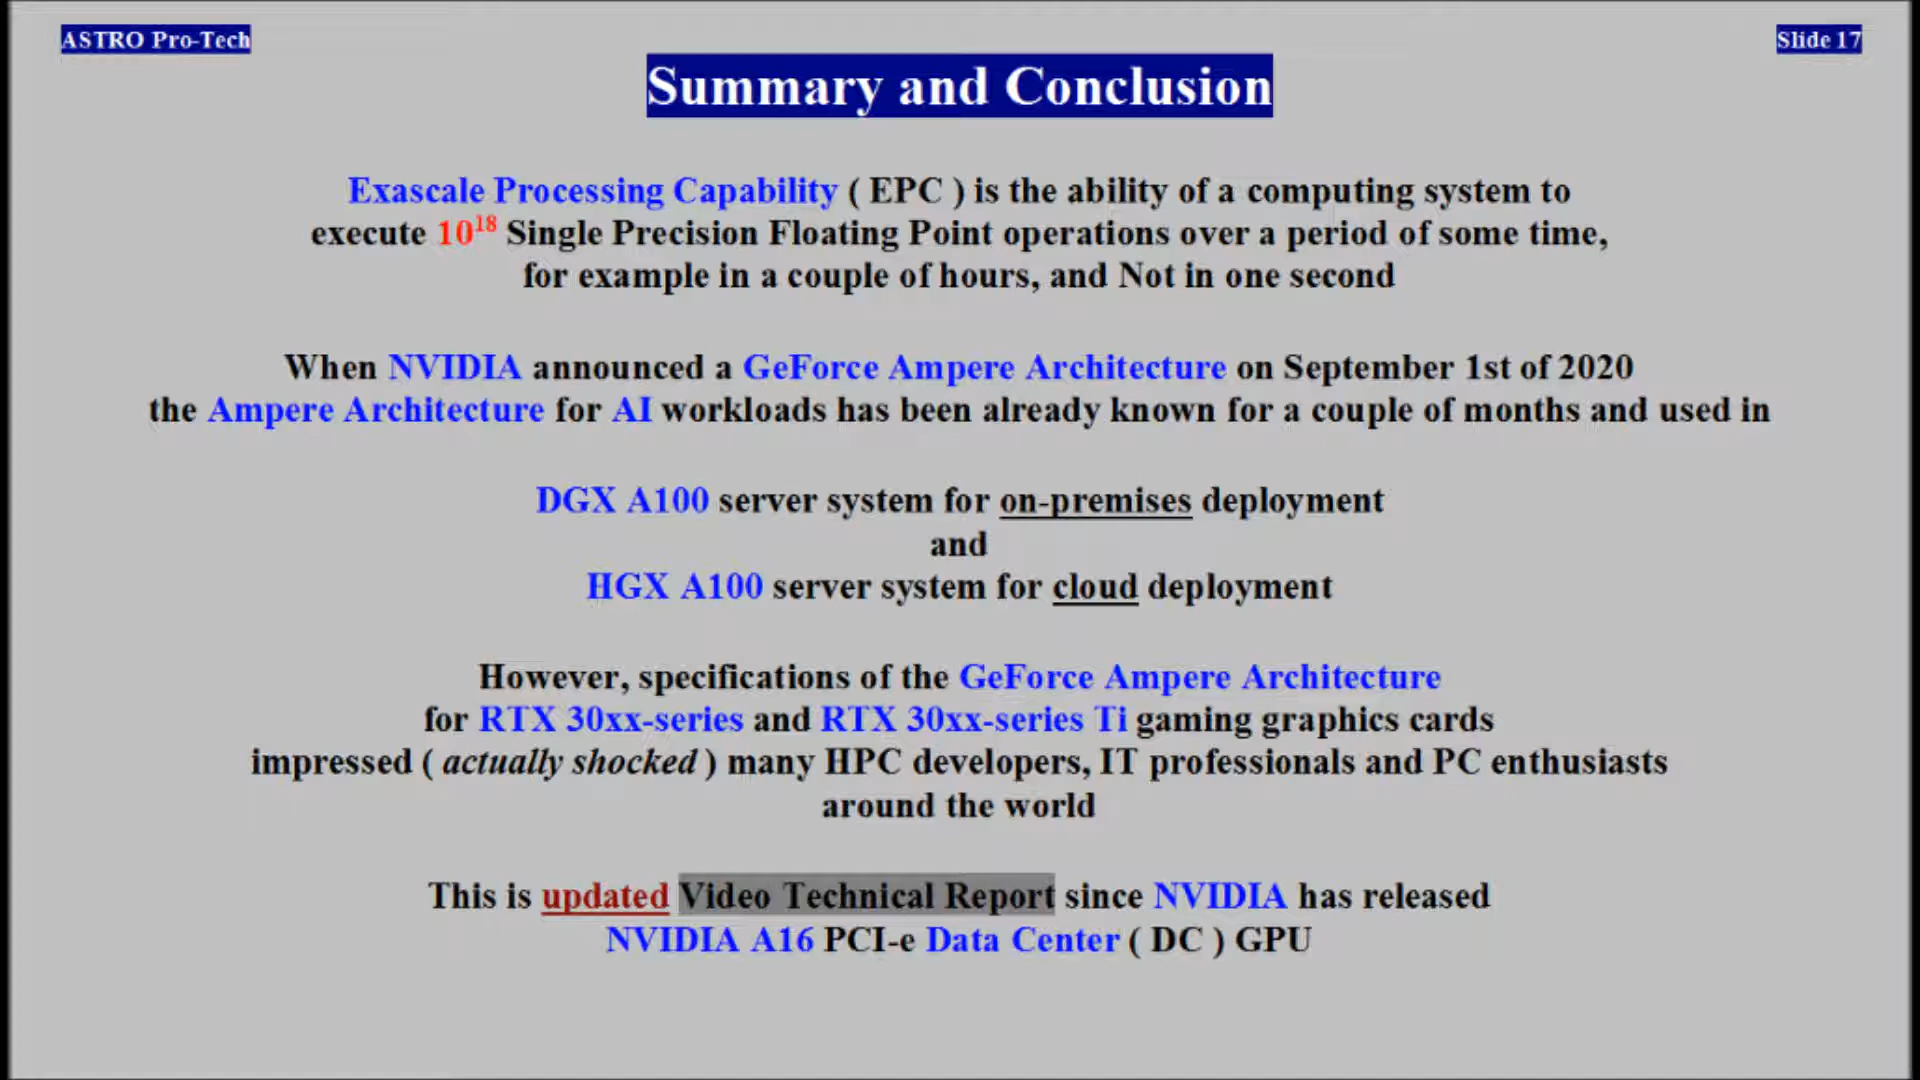 ASTRO Pro-Tech
Slide 17
Summary and Conclusion
Exascale Processing Capability ( EPC ) is the ability of a computing system to
execute 10¹⁸ Single Precision Floating Point operations over a period of some time,
for example in a couple of hours, and Not in one second
When NVIDIA announced a GeForce Ampere Architecture on September 1st of 2020
the Ampere Architecture for AI workloads has been already known for a couple of months and used in
DGX A100 server system for on-premises deployment
and
HGX A100 server system for cloud deployment
However, specifications of the GeForce Ampere Architecture
for RTX 30xx-series and RTX 30xx-series Ti gaming graphics cards
impressed ( actually shocked ) many HPC developers, IT professionals and PC enthusiasts
around the world
This is updated Video Technical Report since NVIDIA has released
NVIDIA A16 PCI-e Data Center ( DC ) GPU